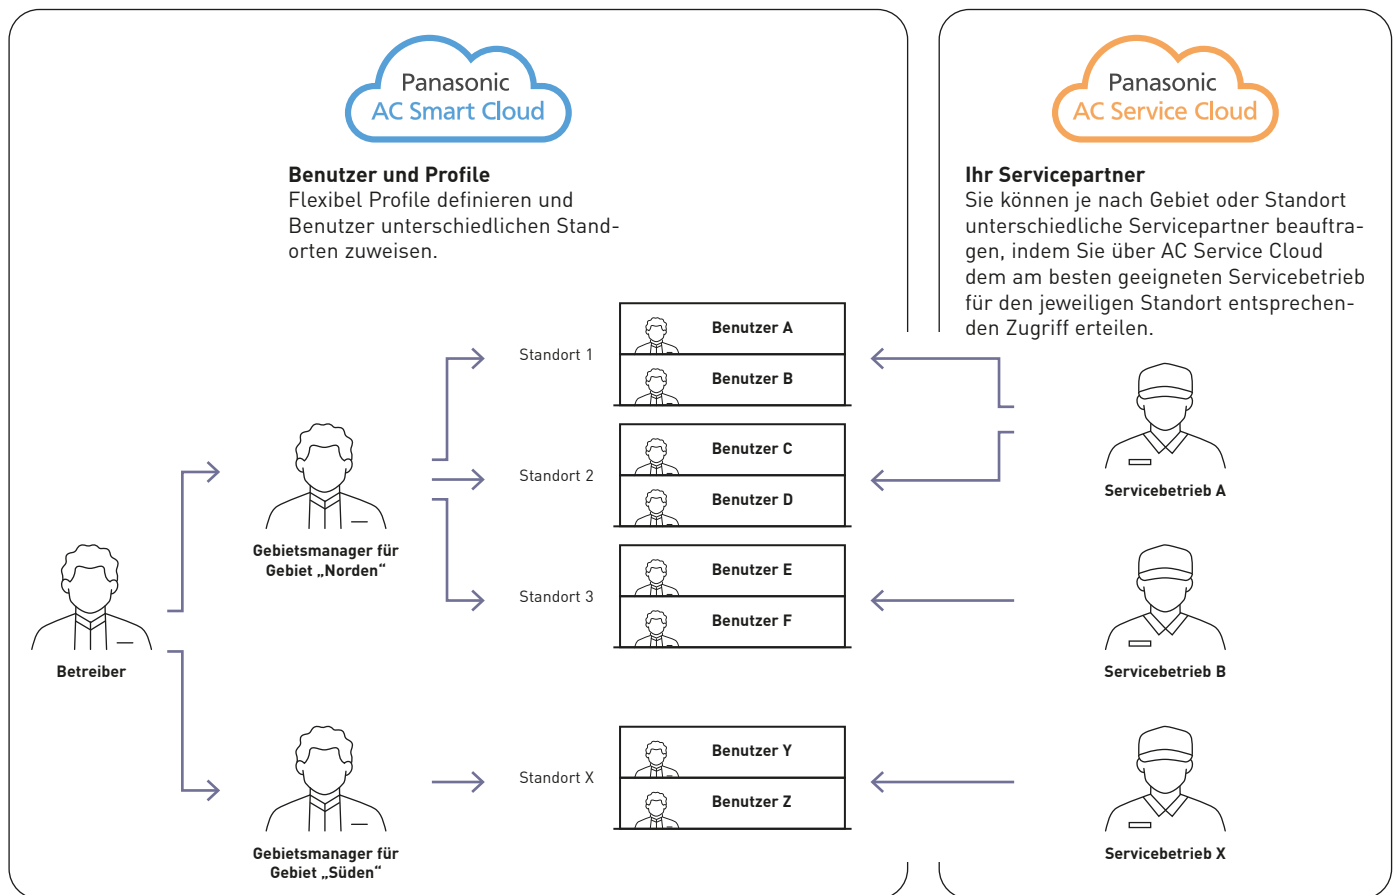 Panasonic
AC Smart Cloud
Benutzer und Profile
Flexibel Profile definieren und
Benutzer unterschiedlichen Stand-
orten zuweisen.
Panasonic
AC Service Cloud
Ihr Servicepartner
Sie können je nach Gebiet oder Standort
unterschiedliche Servicepartner beauftra-
gen, indem Sie über AC Service Cloud
dem am besten geeigneten Servicebetrieb
für den jeweiligen Standort entsprechen-
den Zugriff erteilen.
Betreiber
Gebietsmanager für
Gebiet „Norden“
Gebietsmanager für
Gebiet „Süden“
Standort 1
Benutzer A
Benutzer B
Standort 2
Benutzer C
Benutzer D
Standort 3
Benutzer E
Benutzer F
Standort X
Benutzer Y
Benutzer Z
Servicebetrieb A
Servicebetrieb B
Servicebetrieb X